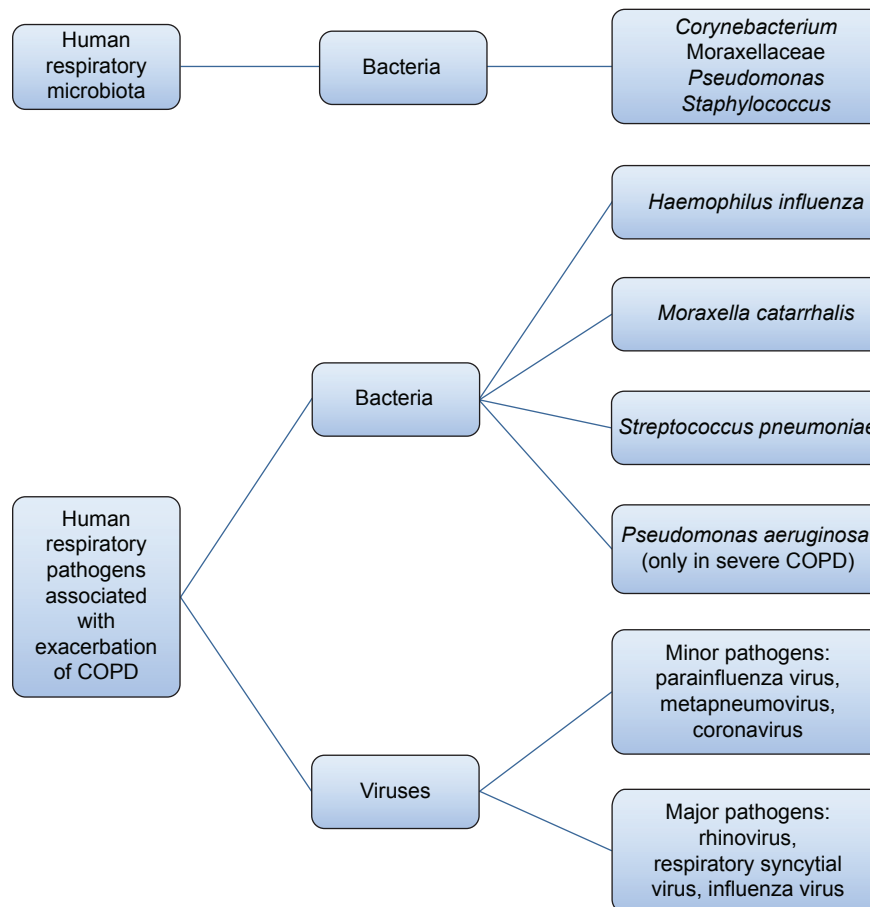 Human
respiratory
microbiota
Bacteria
Corynebacterium
Moraxellaceae
Pseudomonas
Staphylococcus
Haemophilus influenza
Moraxella catarrhalis
Bacteria
Streptococcus pneumoniae
Pseudomonas aeruginosa
(only in severe COPD)
Human
respiratory
pathogens
associated
with
exacerbation
of COPD
Minor pathogens:
parainfluenza virus,
metapneumovirus,
coronavirus
Viruses
Major pathogens:
rhinovirus,
respiratory syncytial
virus, influenza virus